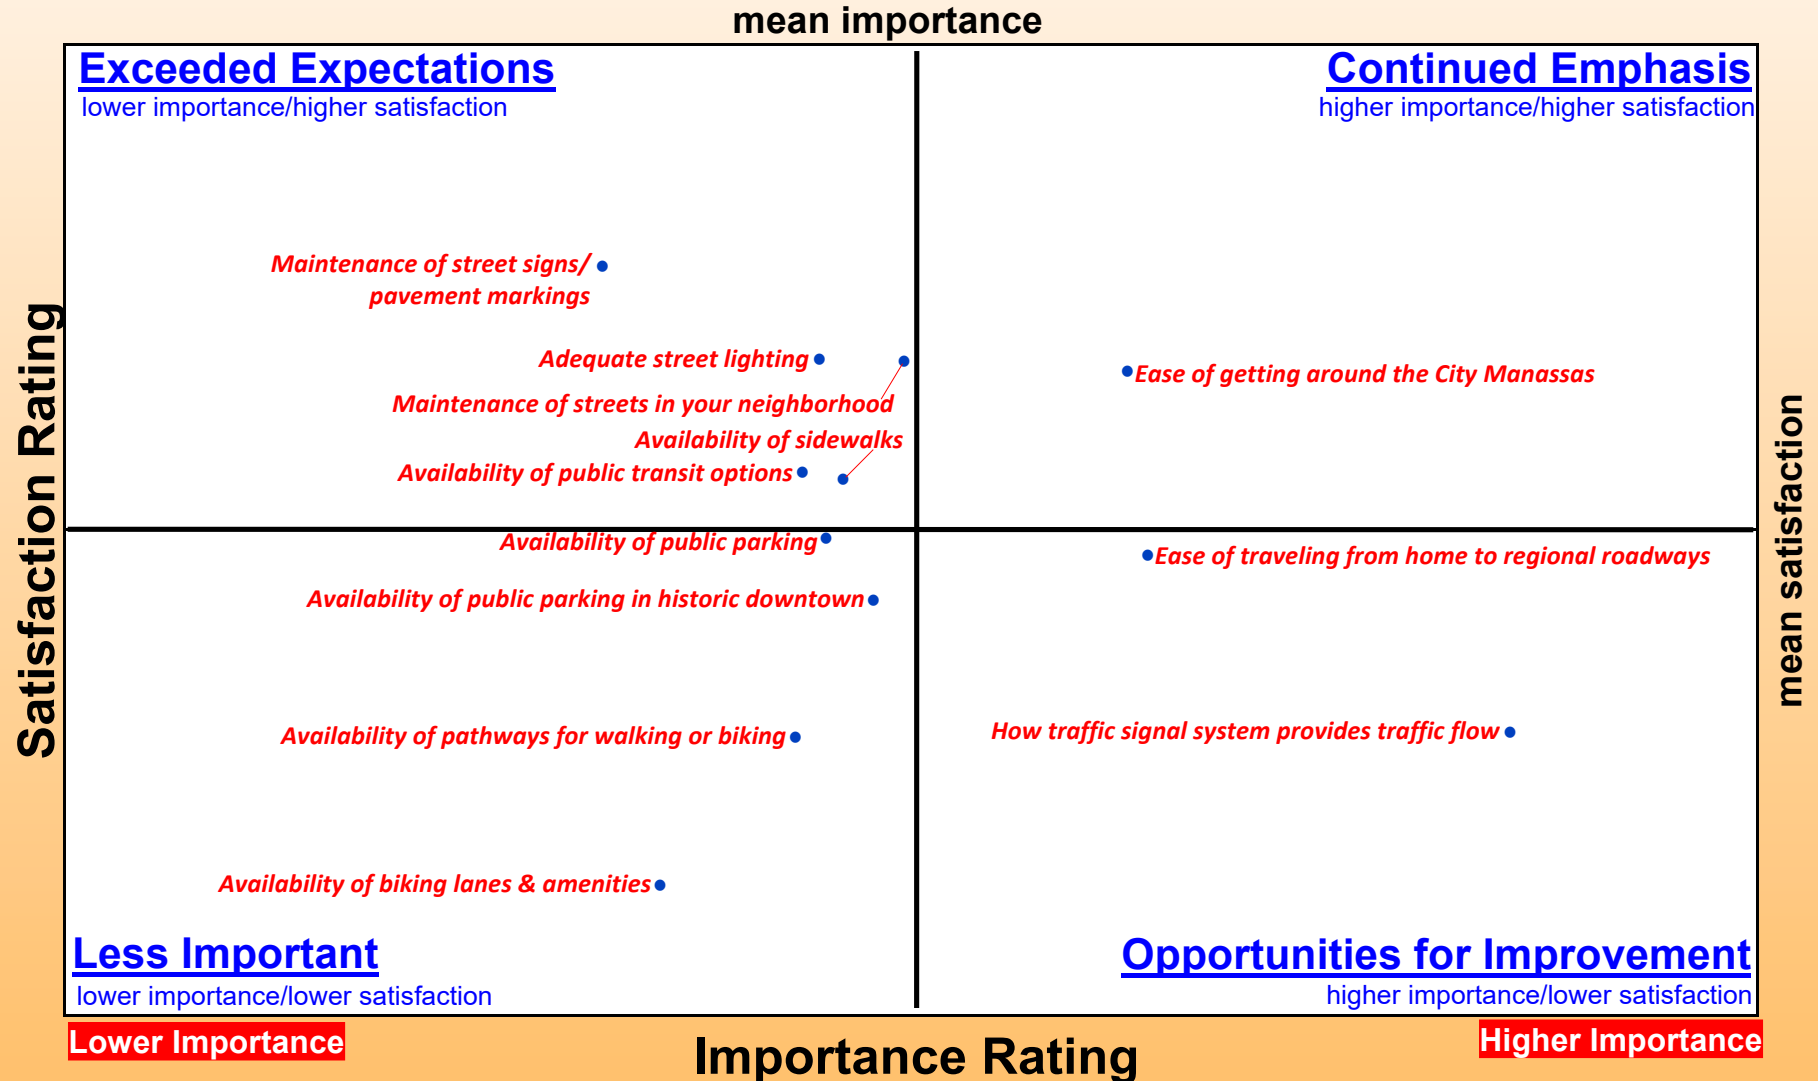 mean importance
Exceeded Expectations
lower importance/higher satisfaction
Continued Emphasis
higher importance/higher satisfaction
Maintenance of street signs/
pavement markings
Adequate street lighting
Ease of getting around the City Manassas
Maintenance of streets in your neighborhood
Availability of sidewalks
Availability of public transit options
Satisfaction Rating
mean satisfaction
Availability of public parking
Ease of traveling from home to regional roadways
Availability of public parking in historic downtown
Availability of pathways for walking or biking
How traffic signal system provides traffic flow
Availability of biking lanes & amenities
Less Important
lower importance/lower satisfaction
Opportunities for Improvement
higher importance/lower satisfaction
Lower Importance
Importance Rating
Higher Importance